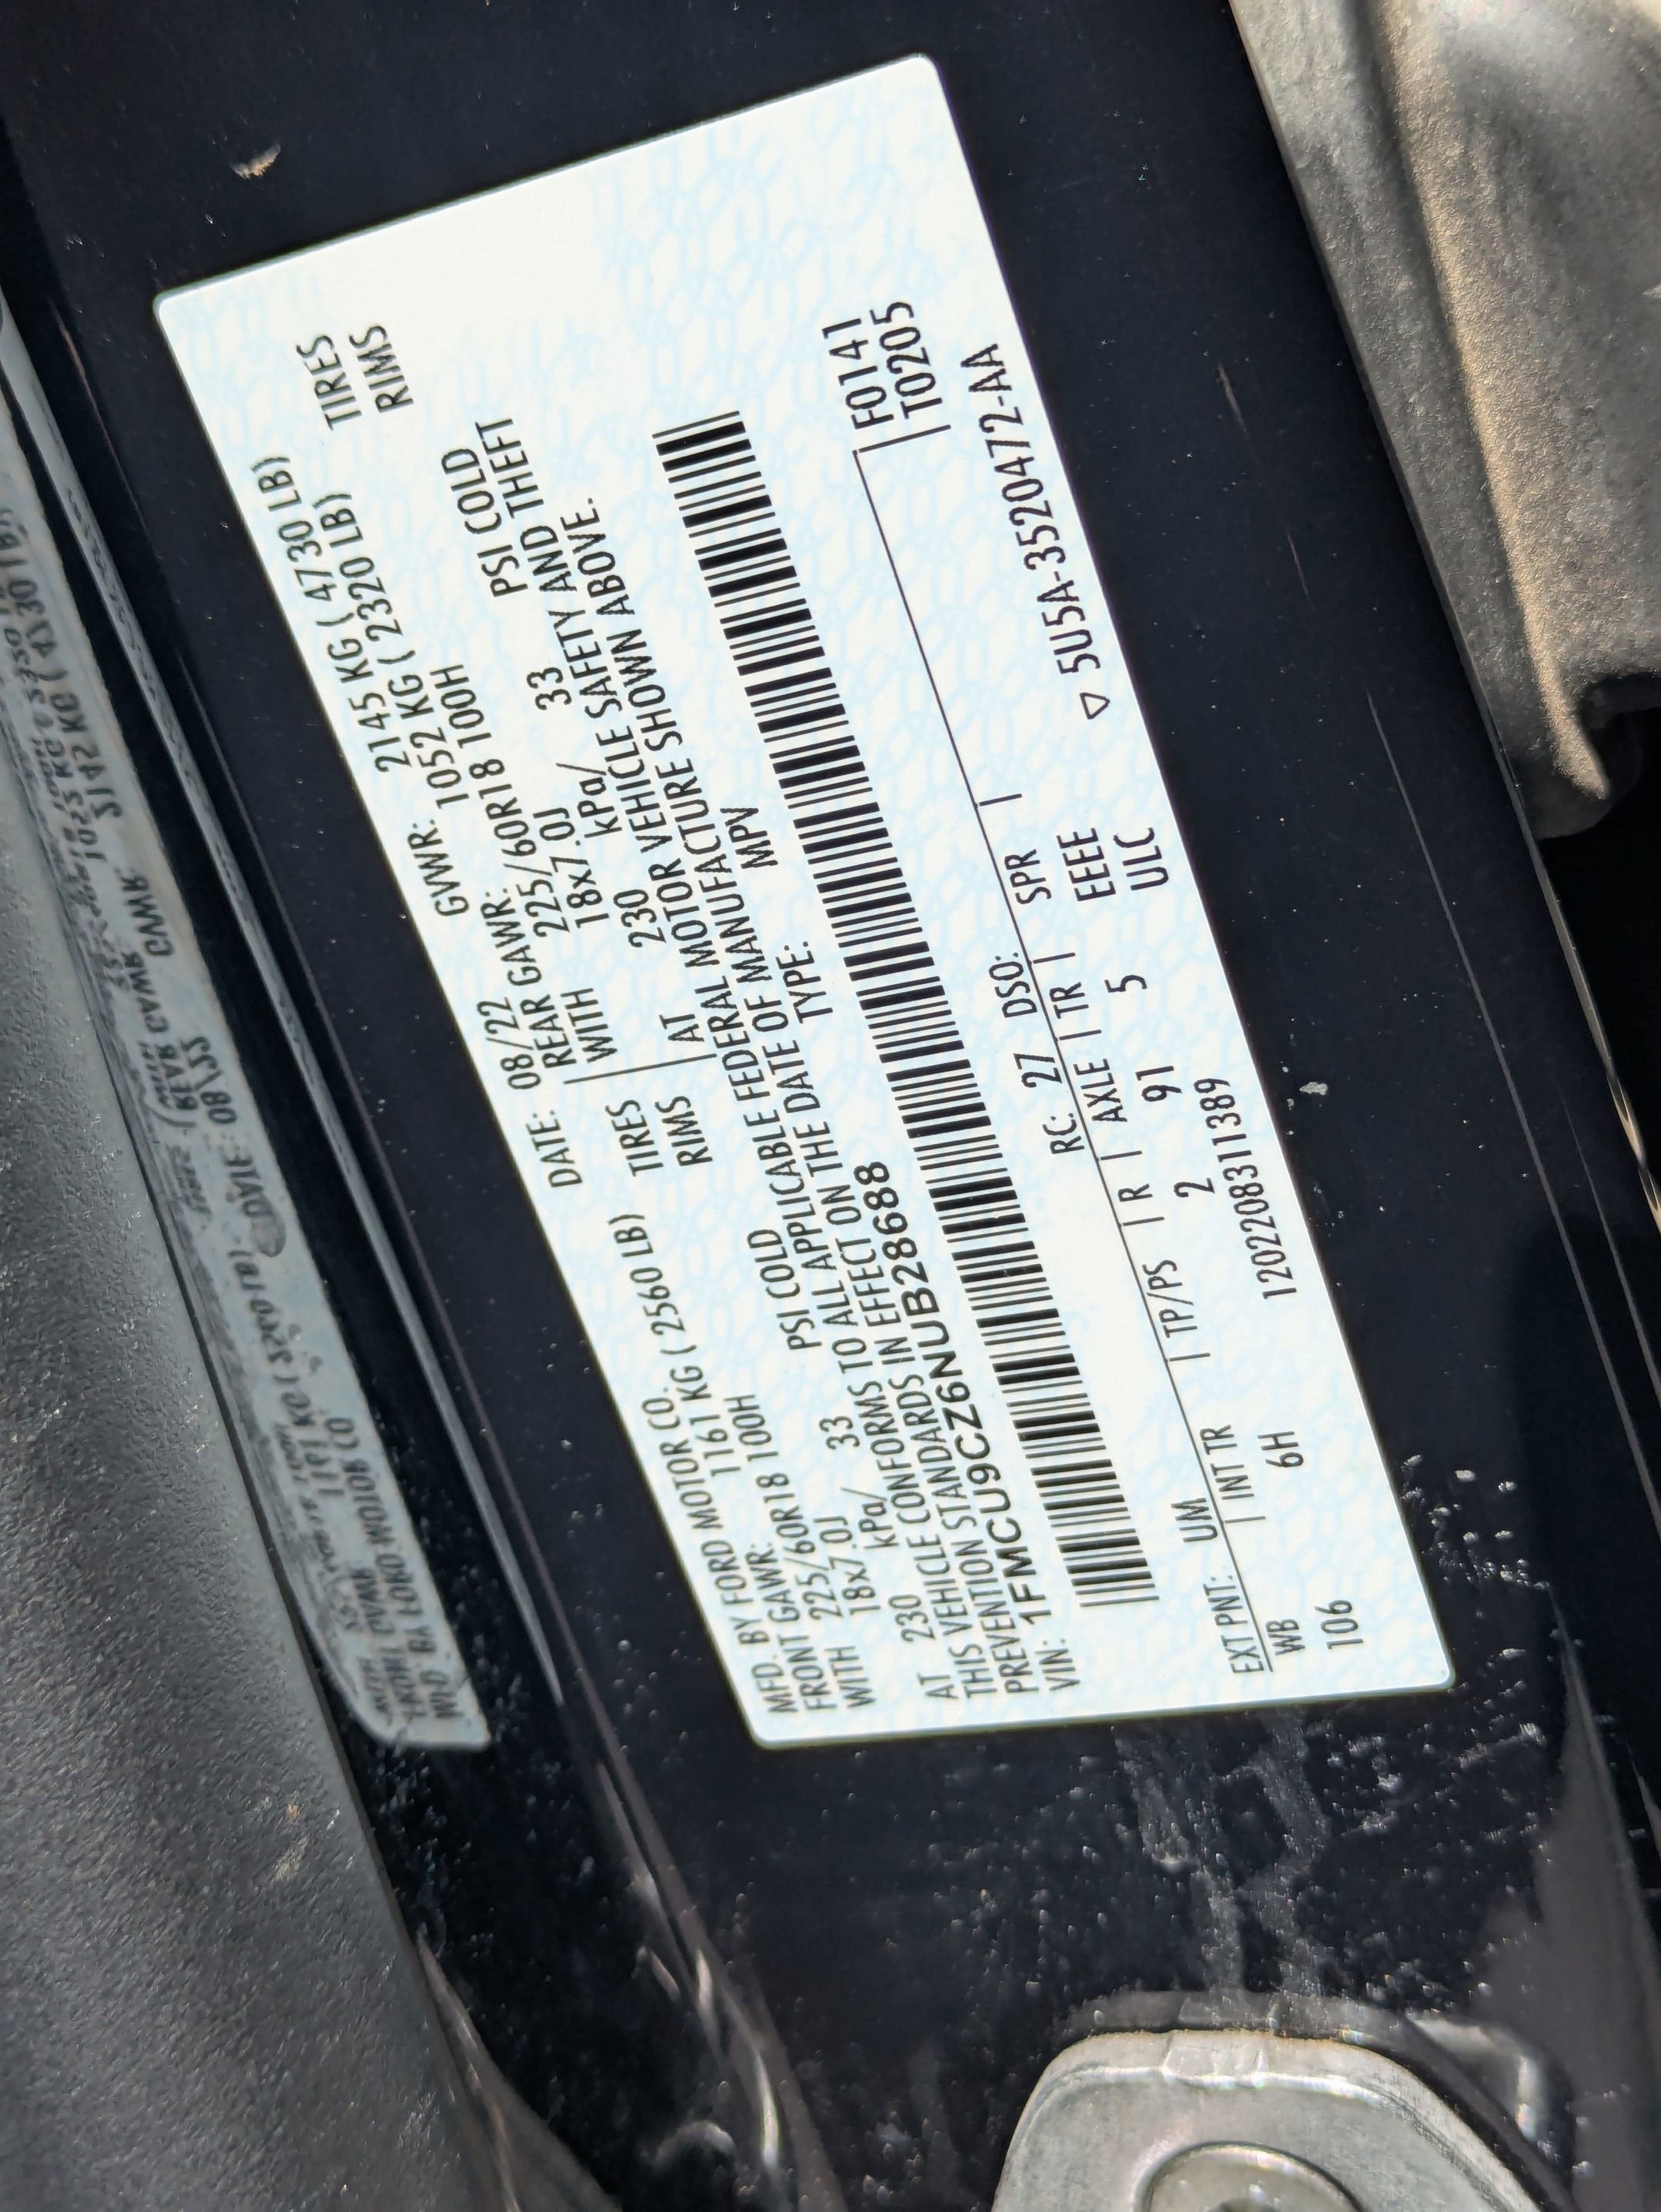 MFD. BY FORD MOTOR CO. DATE: 08/22 GVWR: 2145 KG ( 4730 LB)
FRONT GAWR: 1161 KG ( 2560 LB) REAR GAWR: 1052 KG ( 2320 LB)
225/60R18 100H TIRES WITH 225/60R18 100H TIRES
WITH 18x7.0J RIMS 18x7.0J RIMS
AT 230 kPa/ 33 PSI COLD AT 230 kPa/ 33 PSI COLD
THIS VEHICLE CONFORMS TO ALL APPLICABLE FEDERAL MOTOR VEHICLE SAFETY AND THEFT
PREVENTION STANDARDS IN EFFECT ON THE DATE OF MANUFACTURE SHOWN ABOVE.
VIN: 1FMCU9CZ6NUB28688 TYPE: MPV
F0141
T0205
EXT PNT: UM RC: 27 DSO:
WB INT TR TP/PS R AXLE TR SPR
106 6H 2 91 5 EEEE
ULC
1202208311389 ▽ 5U5A-3520472-AA